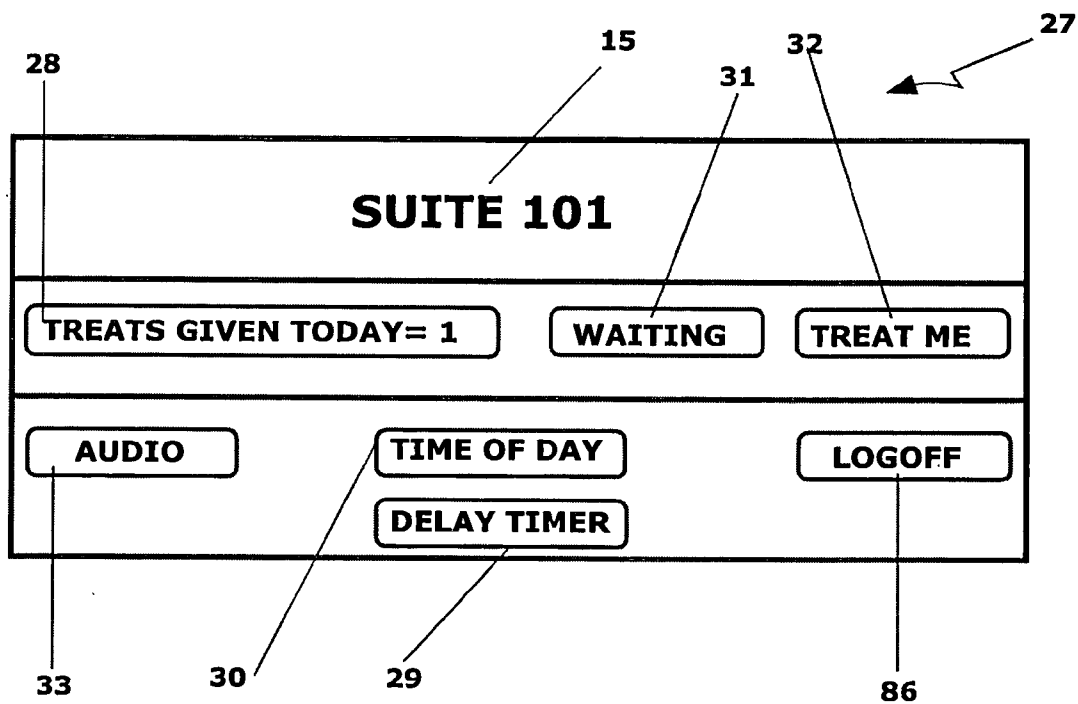 27
15
32
28
31
SUITE 101
TREATS GIVEN TODAY= 1 WAITING TREAT ME
AUDIO TIME OF DAY LOGOFF
DELAY TIMER
33 30 29 86